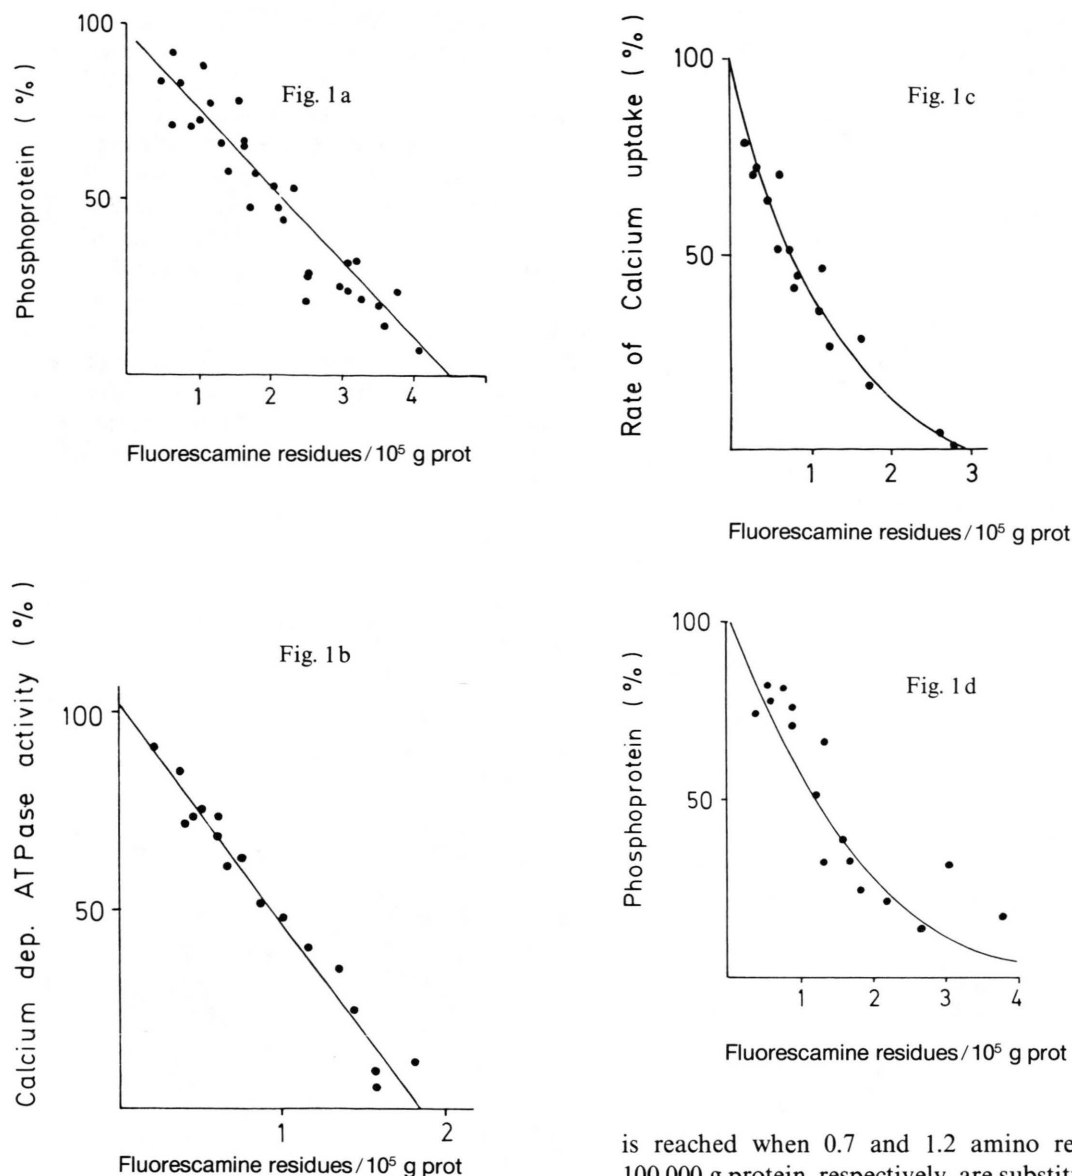 100
50
Phosphoprotein (%)
Fig. 1a
1 2 3 4
Fluorescamine residues/10⁵ g prot
100
50
Calcium dep. ATPase activity (%)
Fig. 1b
1 2
Fluorescamine residues/10⁵ g prot
100
50
Rate of Calcium uptake (%)
Fig. 1c
1 2 3
Fluorescamine residues/10⁵ g prot
100
50
Phosphoprotein (%)
Fig. 1d
1 2 3 4
Fluorescamine residues/10⁵ g prot
is reached when 0.7 and 1.2 amino re
100 000 g protein, respectively, are substit